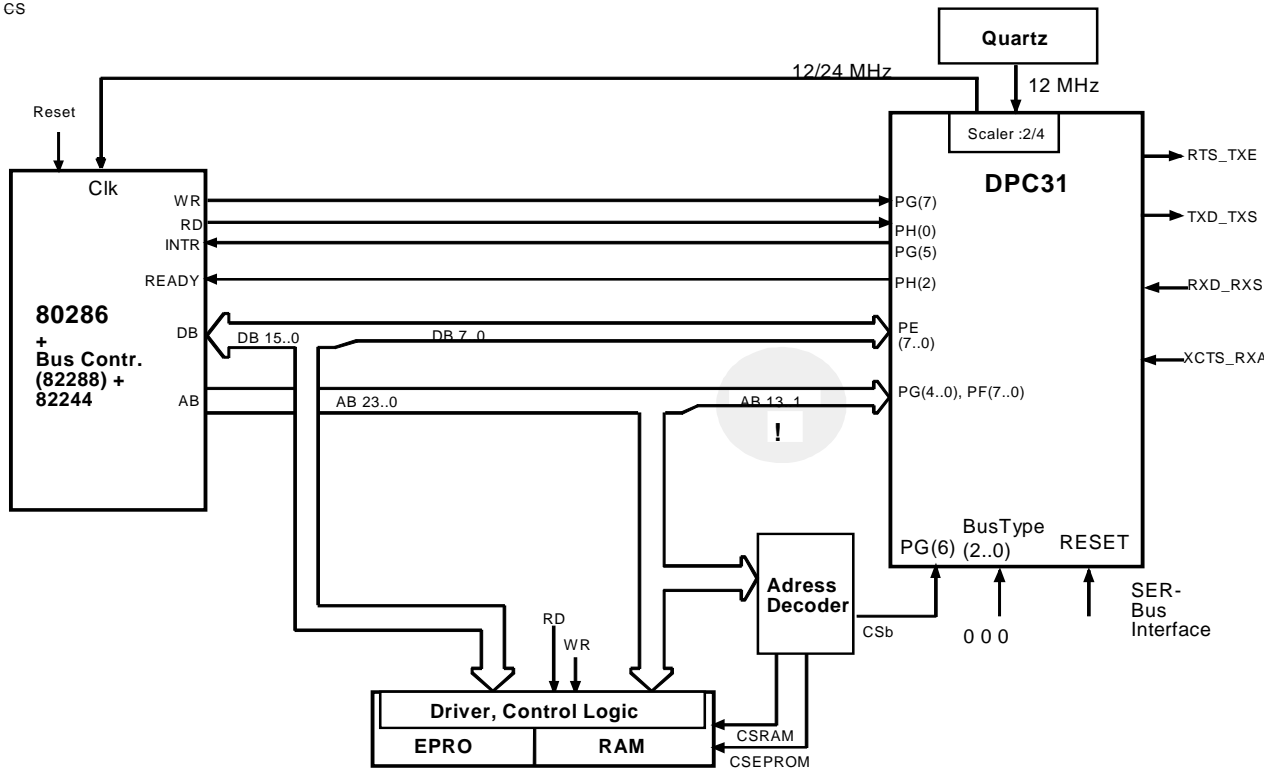 CS
Quartz
12/24 MHz
12 MHz
Reset
Scaler :2/4
Clk
DPC31
RTS_TXE
WR
PG(7)
TXD_TXS
RD
PH(0)
INTR
PG(5)
READY
PH(2)
RXD_RXS
80286
+
Bus Contr.
(82288) +
82244
DB
DB 15..0
DB 7..0
PE
(7..0)
XCTS_RXA
AB
AB 23..0
AB 13..1
PG(4..0), PF(7..0)
!
PG(6)
BusType
(2..0)
RESET
Adress
Decoder
CSb
0 0 0
SER-
Bus
Interface
RD
WR
Driver, Control Logic
EPRO
RAM
CSRAM
CSEPROM